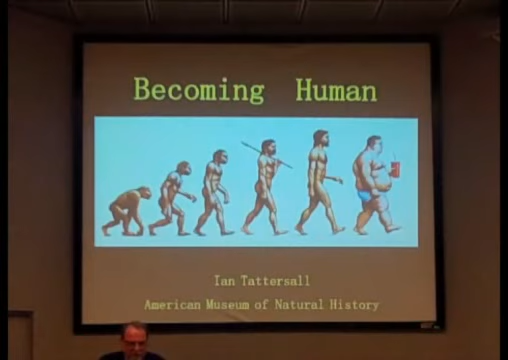 Becoming Human
Ian Tattersall
American Museum of Natural History